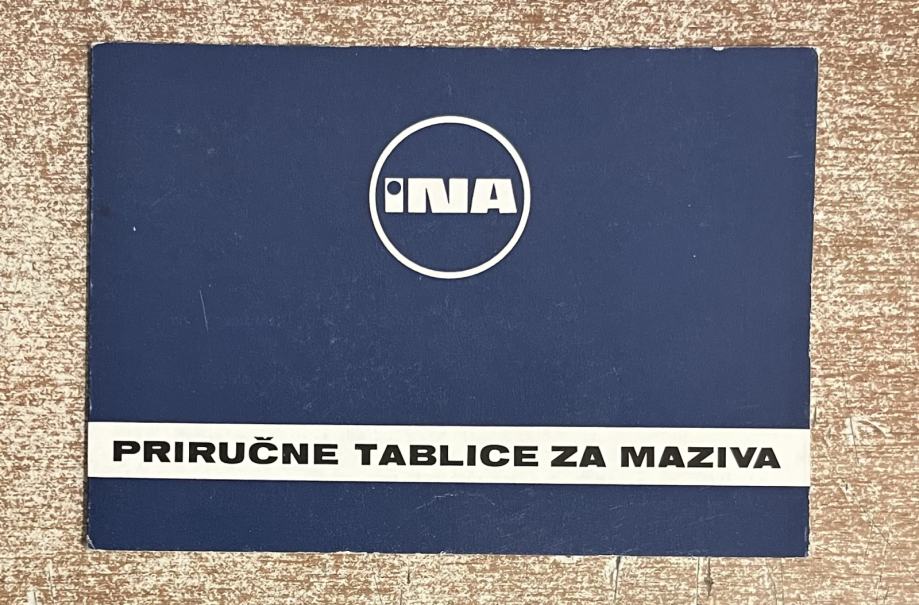 iNA
PRIRUČNE TABLICE ZA MAZIVA